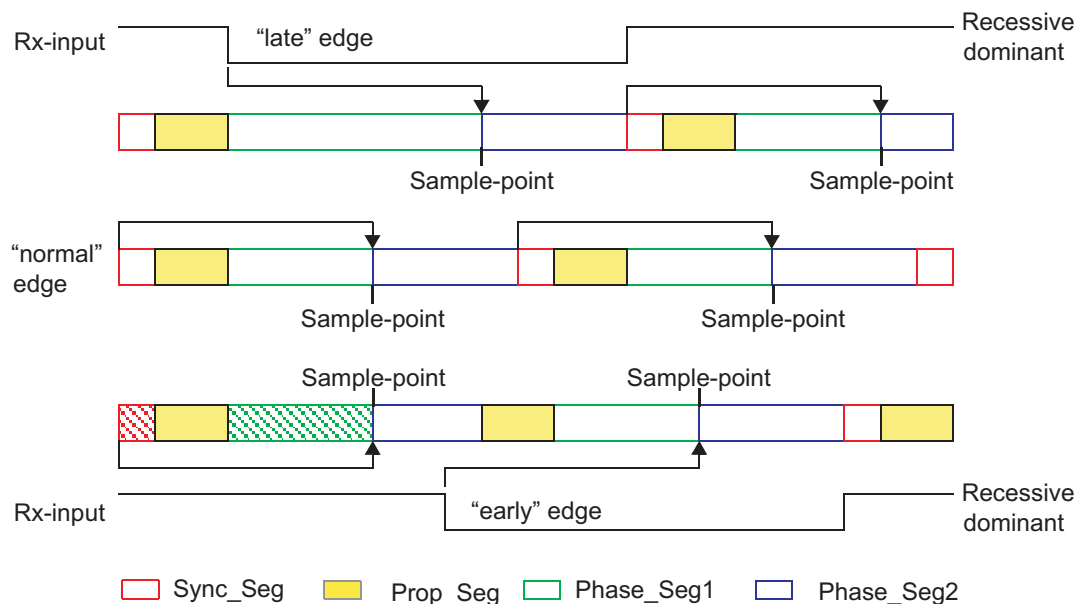 Rx-input
“late” edge
Recessive
dominant
Sample-point
Sample-point
“normal”
edge
Sample-point
Sample-point
Sample-point
Sample-point
Rx-input
“early” edge
Recessive
dominant
Sync_Seg
Prop_Seg
Phase_Seg1
Phase_Seg2